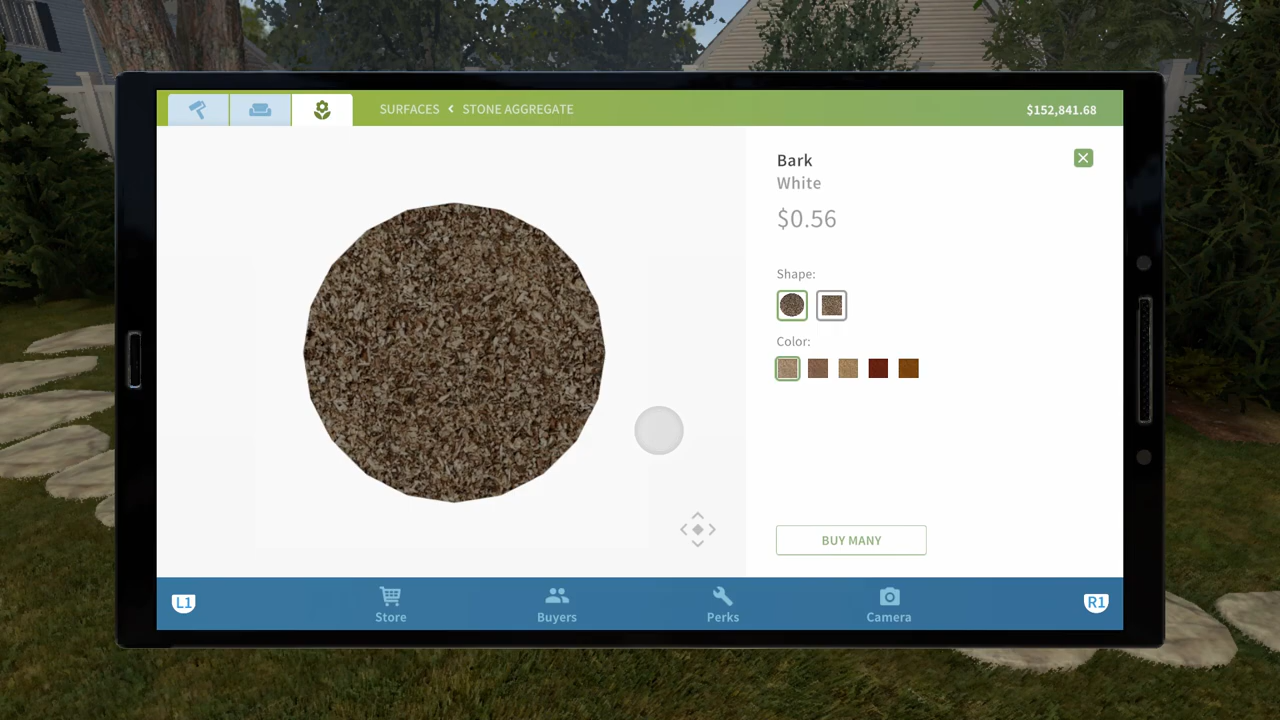 SURFACES < STONE AGGREGATE
$152,841.68
Bark
White
$0.56
Shape:
Color:
BUY MANY
L1
Store
Buyers
Perks
Camera
R1